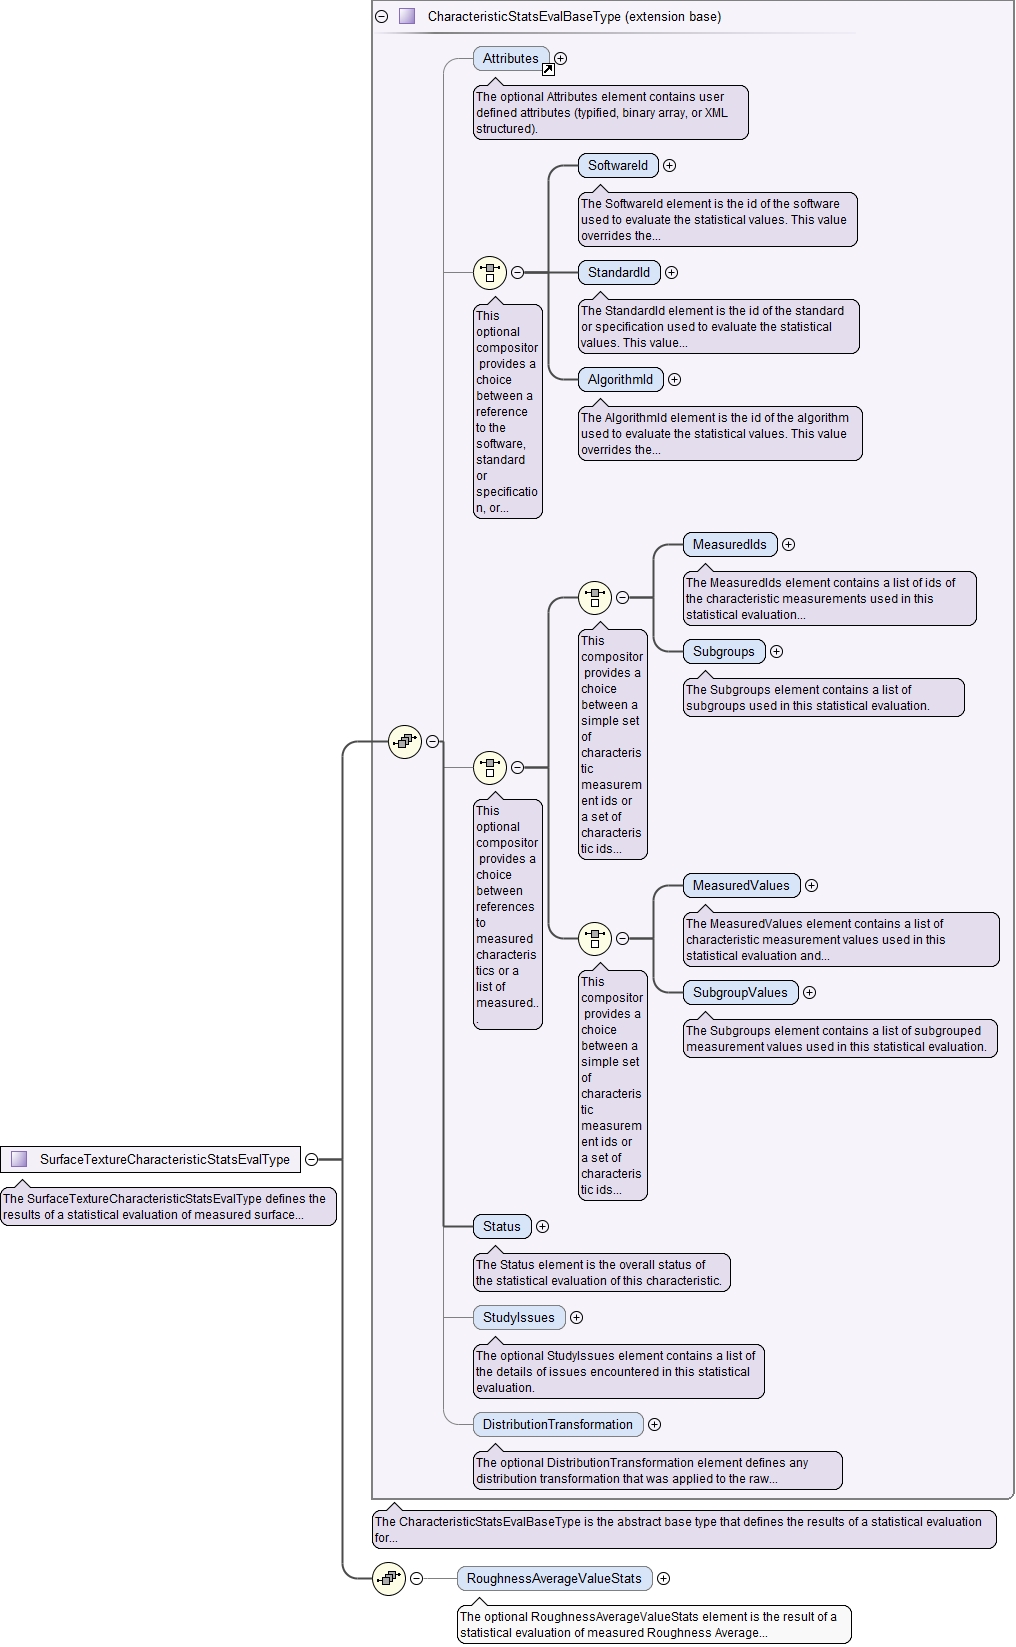 CharacteristicStatsEvalBaseType (extension base)
Attributes
The optional Attributes element contains user
defined attributes (typified, binary array, or XML
structured).
SoftwareId
The SoftwareId element is the id of the software
used to evaluate the statistical values. This value
overrides the...
StandardId
The StandardId element is the id of the standard
or specification used to evaluate the statistical
values. This value...
AlgorithmId
The AlgorithmId element is the id of the algorithm
used to evaluate the statistical values. This value
overrides the...
This
optional
compositor
provides a
choice
between a
reference
to the
software,
standard
or
specificatio
n, or...
MeasuredIds
The MeasuredIds element contains a list of ids of
the characteristic measurements used in this
statistical evaluation...
Subgroups
The Subgroups element contains a list of
subgroups used in this statistical evaluation.
This
compositor
provides a
choice
between a
simple set
of
characteris
tic
measurem
ent ids or
a set of
characteris
tic ids...
This
optional
compositor
provides a
choice
between
references
to
measured
characteris
tics or a
list of
measured..
.
MeasuredValues
The MeasuredValues element contains a list of
characteristic measurement values used in this
statistical evaluation and...
SubgroupValues
The Subgroups element contains a list of subgrouped
measurement values used in this statistical evaluation.
This
compositor
provides a
choice
between a
simple set
of
characteris
tic
measurem
ent ids or
a set of
characteris
tic ids...
SurfaceTextureCharacteristicStatsEvalType
The SurfaceTextureCharacteristicStatsEvalType defines the
results of a statistical evaluation of measured surface...
Status
The Status element is the overall status of
the statistical evaluation of this characteristic.
StudyIssues
The optional StudyIssues element contains a list of
the details of issues encountered in this statistical
evaluation.
DistributionTransformation
The optional DistributionTransformation element defines any
distribution transformation that was applied to the raw...
The CharacteristicStatsEvalBaseType is the abstract base type that defines the results of a statistical evaluation
for...
RoughnessAverageValueStats
The optional RoughnessAverageValueStats element is the result of a
statistical evaluation of measured Roughness Average...